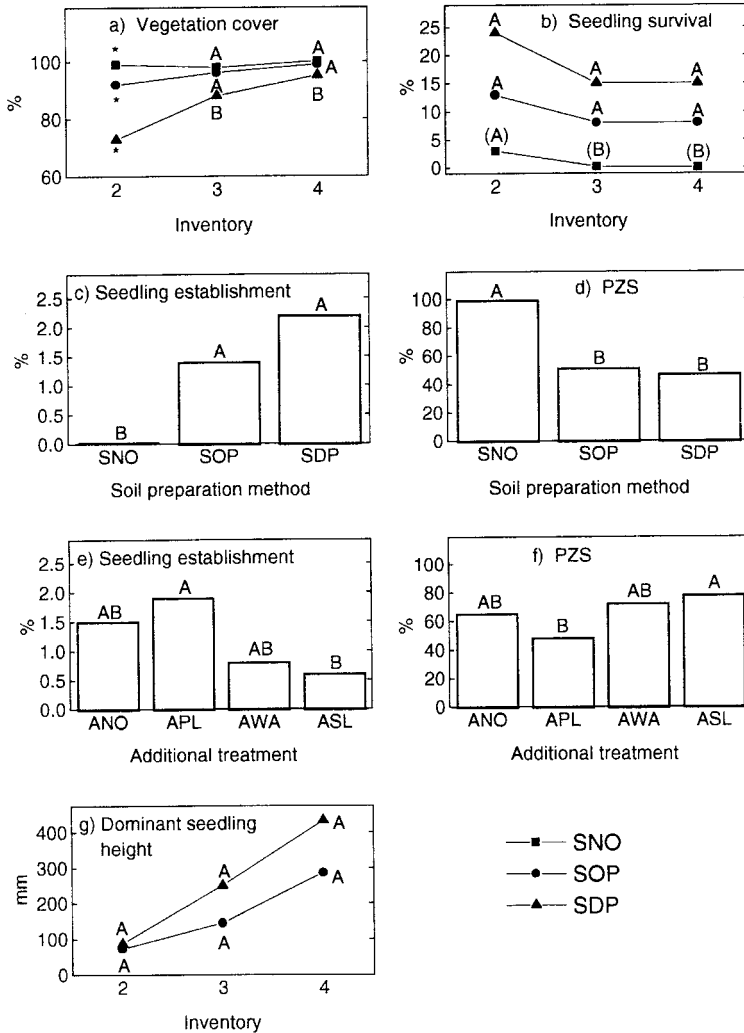 a) Vegetation cover
*
A
A
100
*
A
A
%
80
B
B
*
60
2 3 4
Inventory
b) Seedling survival
25
A
20
A A
15
%
A
10
A A
(A)
5
(B) (B)
0
2 3 4
Inventory
c) Seedling establishment
2.5
A
2.0
A
1.5
%
1.0
0.5
B
0.0
SNO SOP SDP
Soil preparation method
d) PZS
A
100
80
%
60
B B
40
20
0
SNO SOP SDP
Soil preparation method
e) Seedling establishment
2.5
A
2.0
AB
1.5
%
1.0
AB
B
0.5
0.0
ANO APL AWA ASL
Additional treatment
f) PZS
100
80
AB B AB A
%
60
40
20
0
ANO APL AWA ASL
Additional treatment
g) Dominant seedling
height
400
A
300
A
A
mm
200
A
100
A
A
0
2 3 4
Inventory
SNO
SOP
SDP